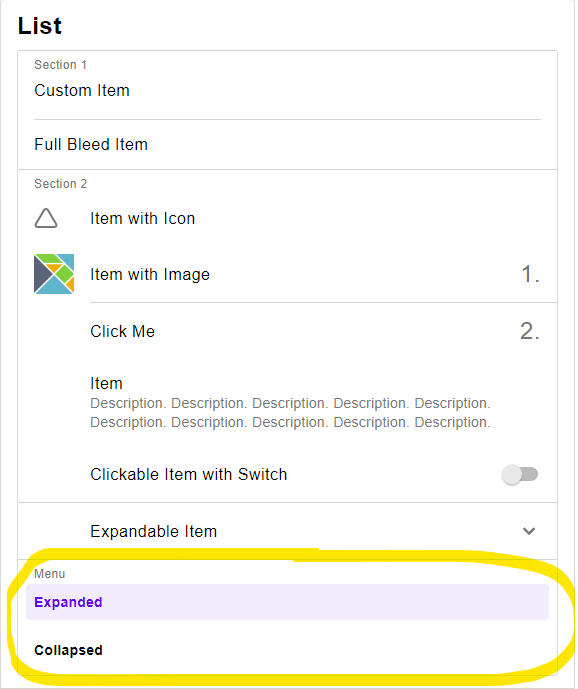 List
Section 1
Custom Item
Full Bleed Item
Section 2
Item with Icon
Item with Image
1.
Click Me
2.
Item
Description. Description. Description. Description. Description.
Description. Description. Description. Description. Description.
Clickable Item with Switch
Expandable Item
Menu
Expanded
Collapsed